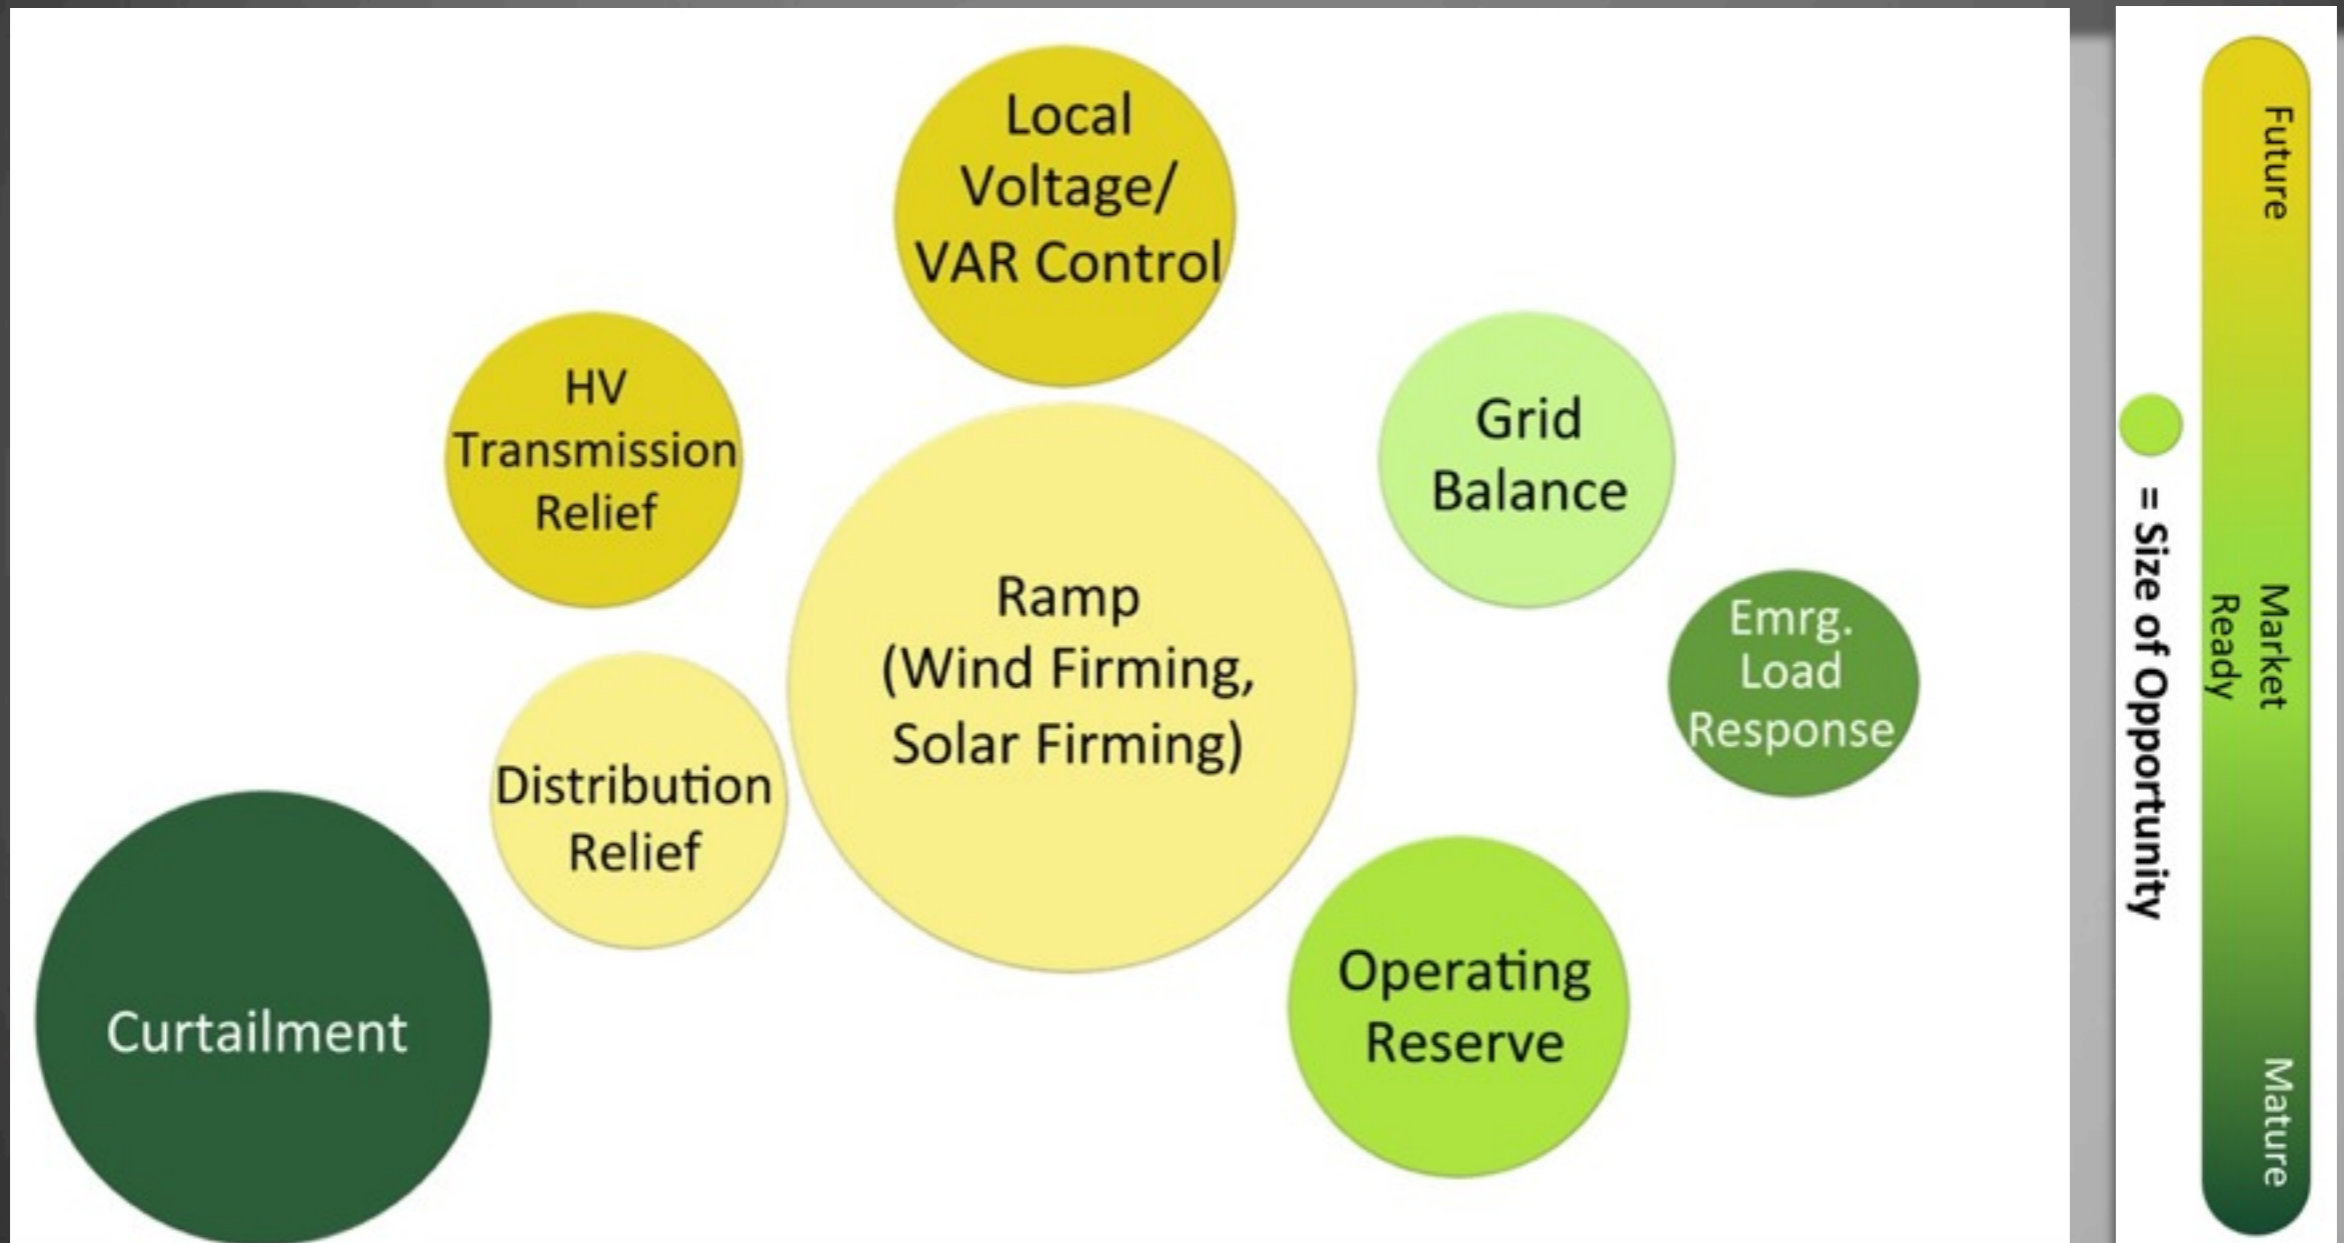 Local
Voltage/
VAR Control
HV
Transmission
Relief
Grid
Balance
Ramp
(Wind Firming,
Solar Firming)
Emrg.
Load
Response
Distribution
Relief
Curtailment
Operating
Reserve
= Size of Opportunity
Future
Market
Ready
Mature